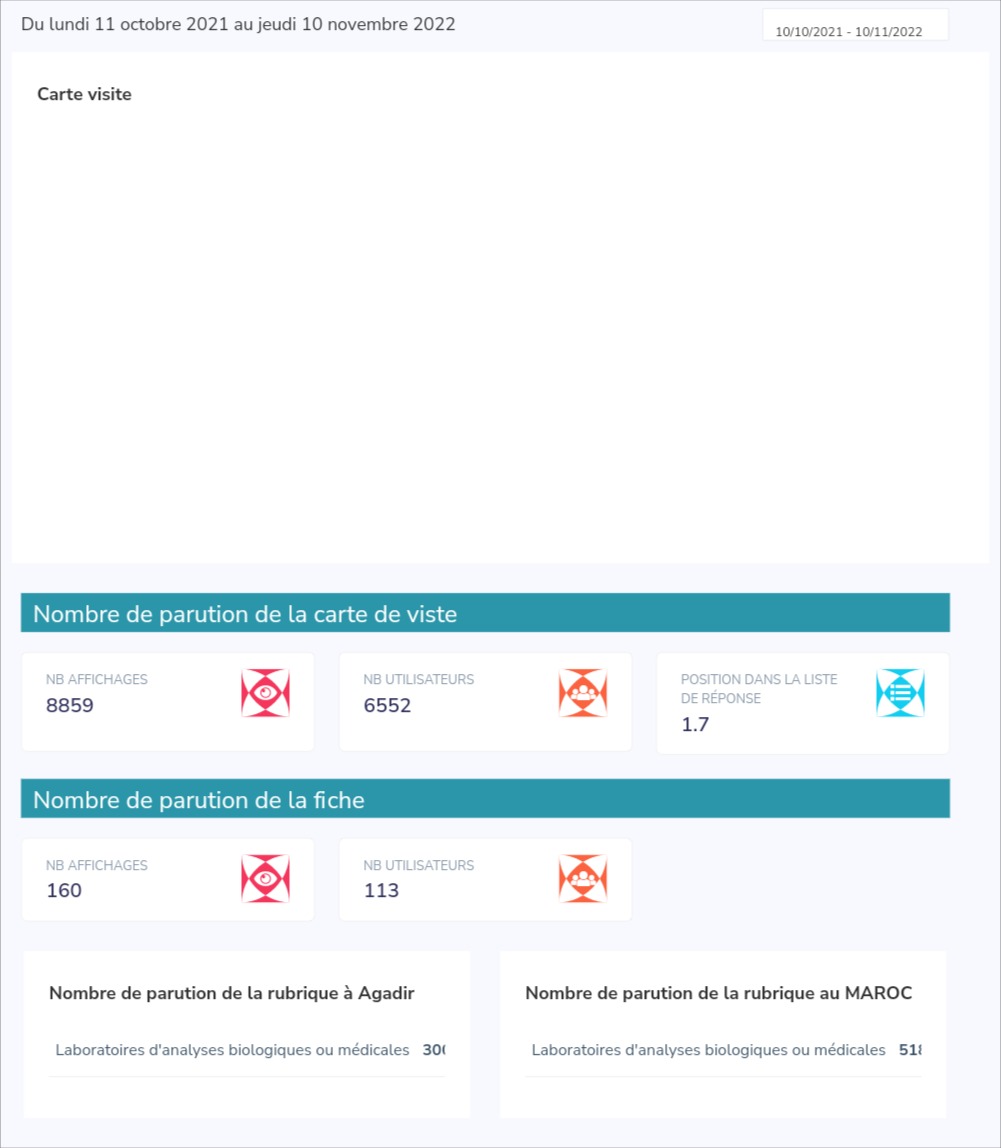 Du lundi 11 octobre 2021 au jeudi 10 novembre 2022
10/10/2021 - 10/11/2022
Carte visite
Nombre de parution de la carte de viste
NB AFFICHAGES
8859
NB UTILISATEURS
6552
POSITION DANS LA LISTE
DE RÉPONSE
1.7
Nombre de parution de la fiche
NB AFFICHAGES
160
NB UTILISATEURS
113
Nombre de parution de la rubrique à Agadir
Laboratoires d'analyses biologiques ou médicales
Nombre de parution de la rubrique au MAROC
Laboratoires d'analyses biologiques ou médicales